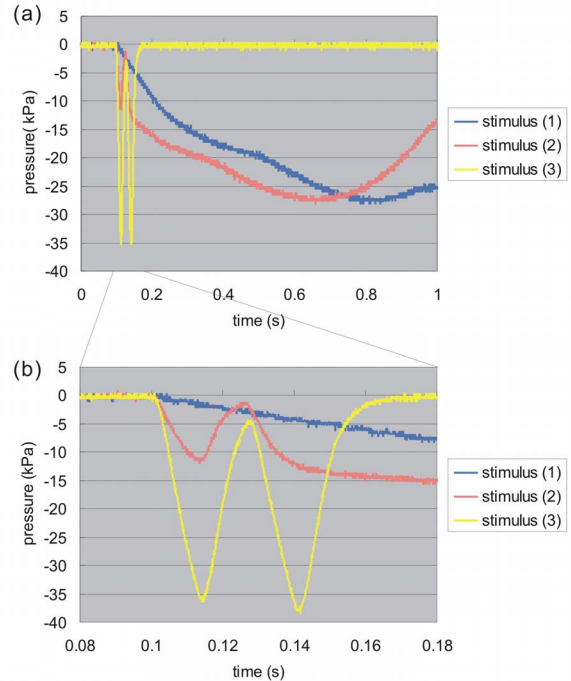 (a)
5
0
-5
-10
-15
-20
-25
-30
-35
-40
pressure( kPa)
0 0.2 0.4 0.6 0.8 1
time (s)
stimulus (1)
stimulus (2)
stimulus (3)
(b)
5
0
-5
-10
-15
-20
-25
-30
-35
-40
pressure (kPa)
0.08 0.1 0.12 0.14 0.16 0.18
time (s)
stimulus (1)
stimulus (2)
stimulus (3)